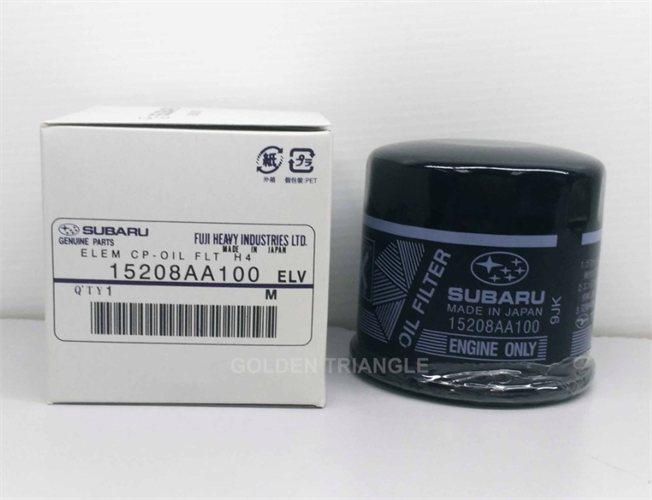 紙
外箱
プラ
個包装:PET
SUBARU
GENUINE PARTS
FUJI HEAVY INDUSTRIES LTD.
MADE IN JAPAN
ELEM CP-OIL FLT H4
15208AA100 ELV
Q'TY1 M
OIL FILTER
SUBARU
MADE IN JAPAN
15208AA100
ENGINE ONLY
9JK
GOLDEN TRIANGLE